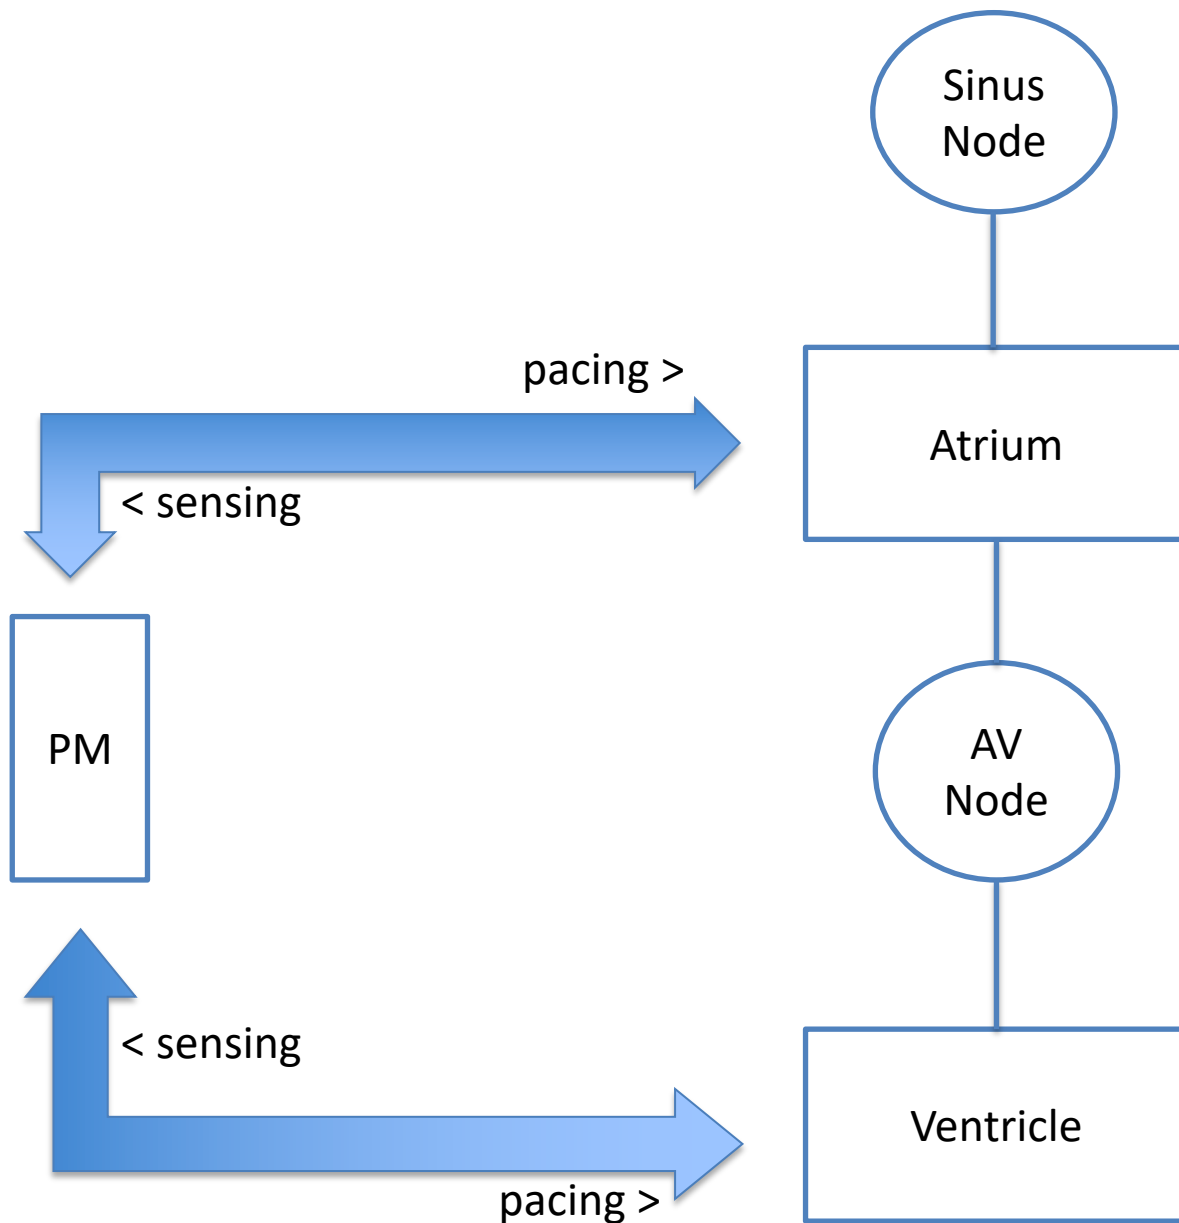 Sinus
Node
pacing >
Atrium
< sensing
PM
AV
Node
< sensing
Ventricle
pacing >